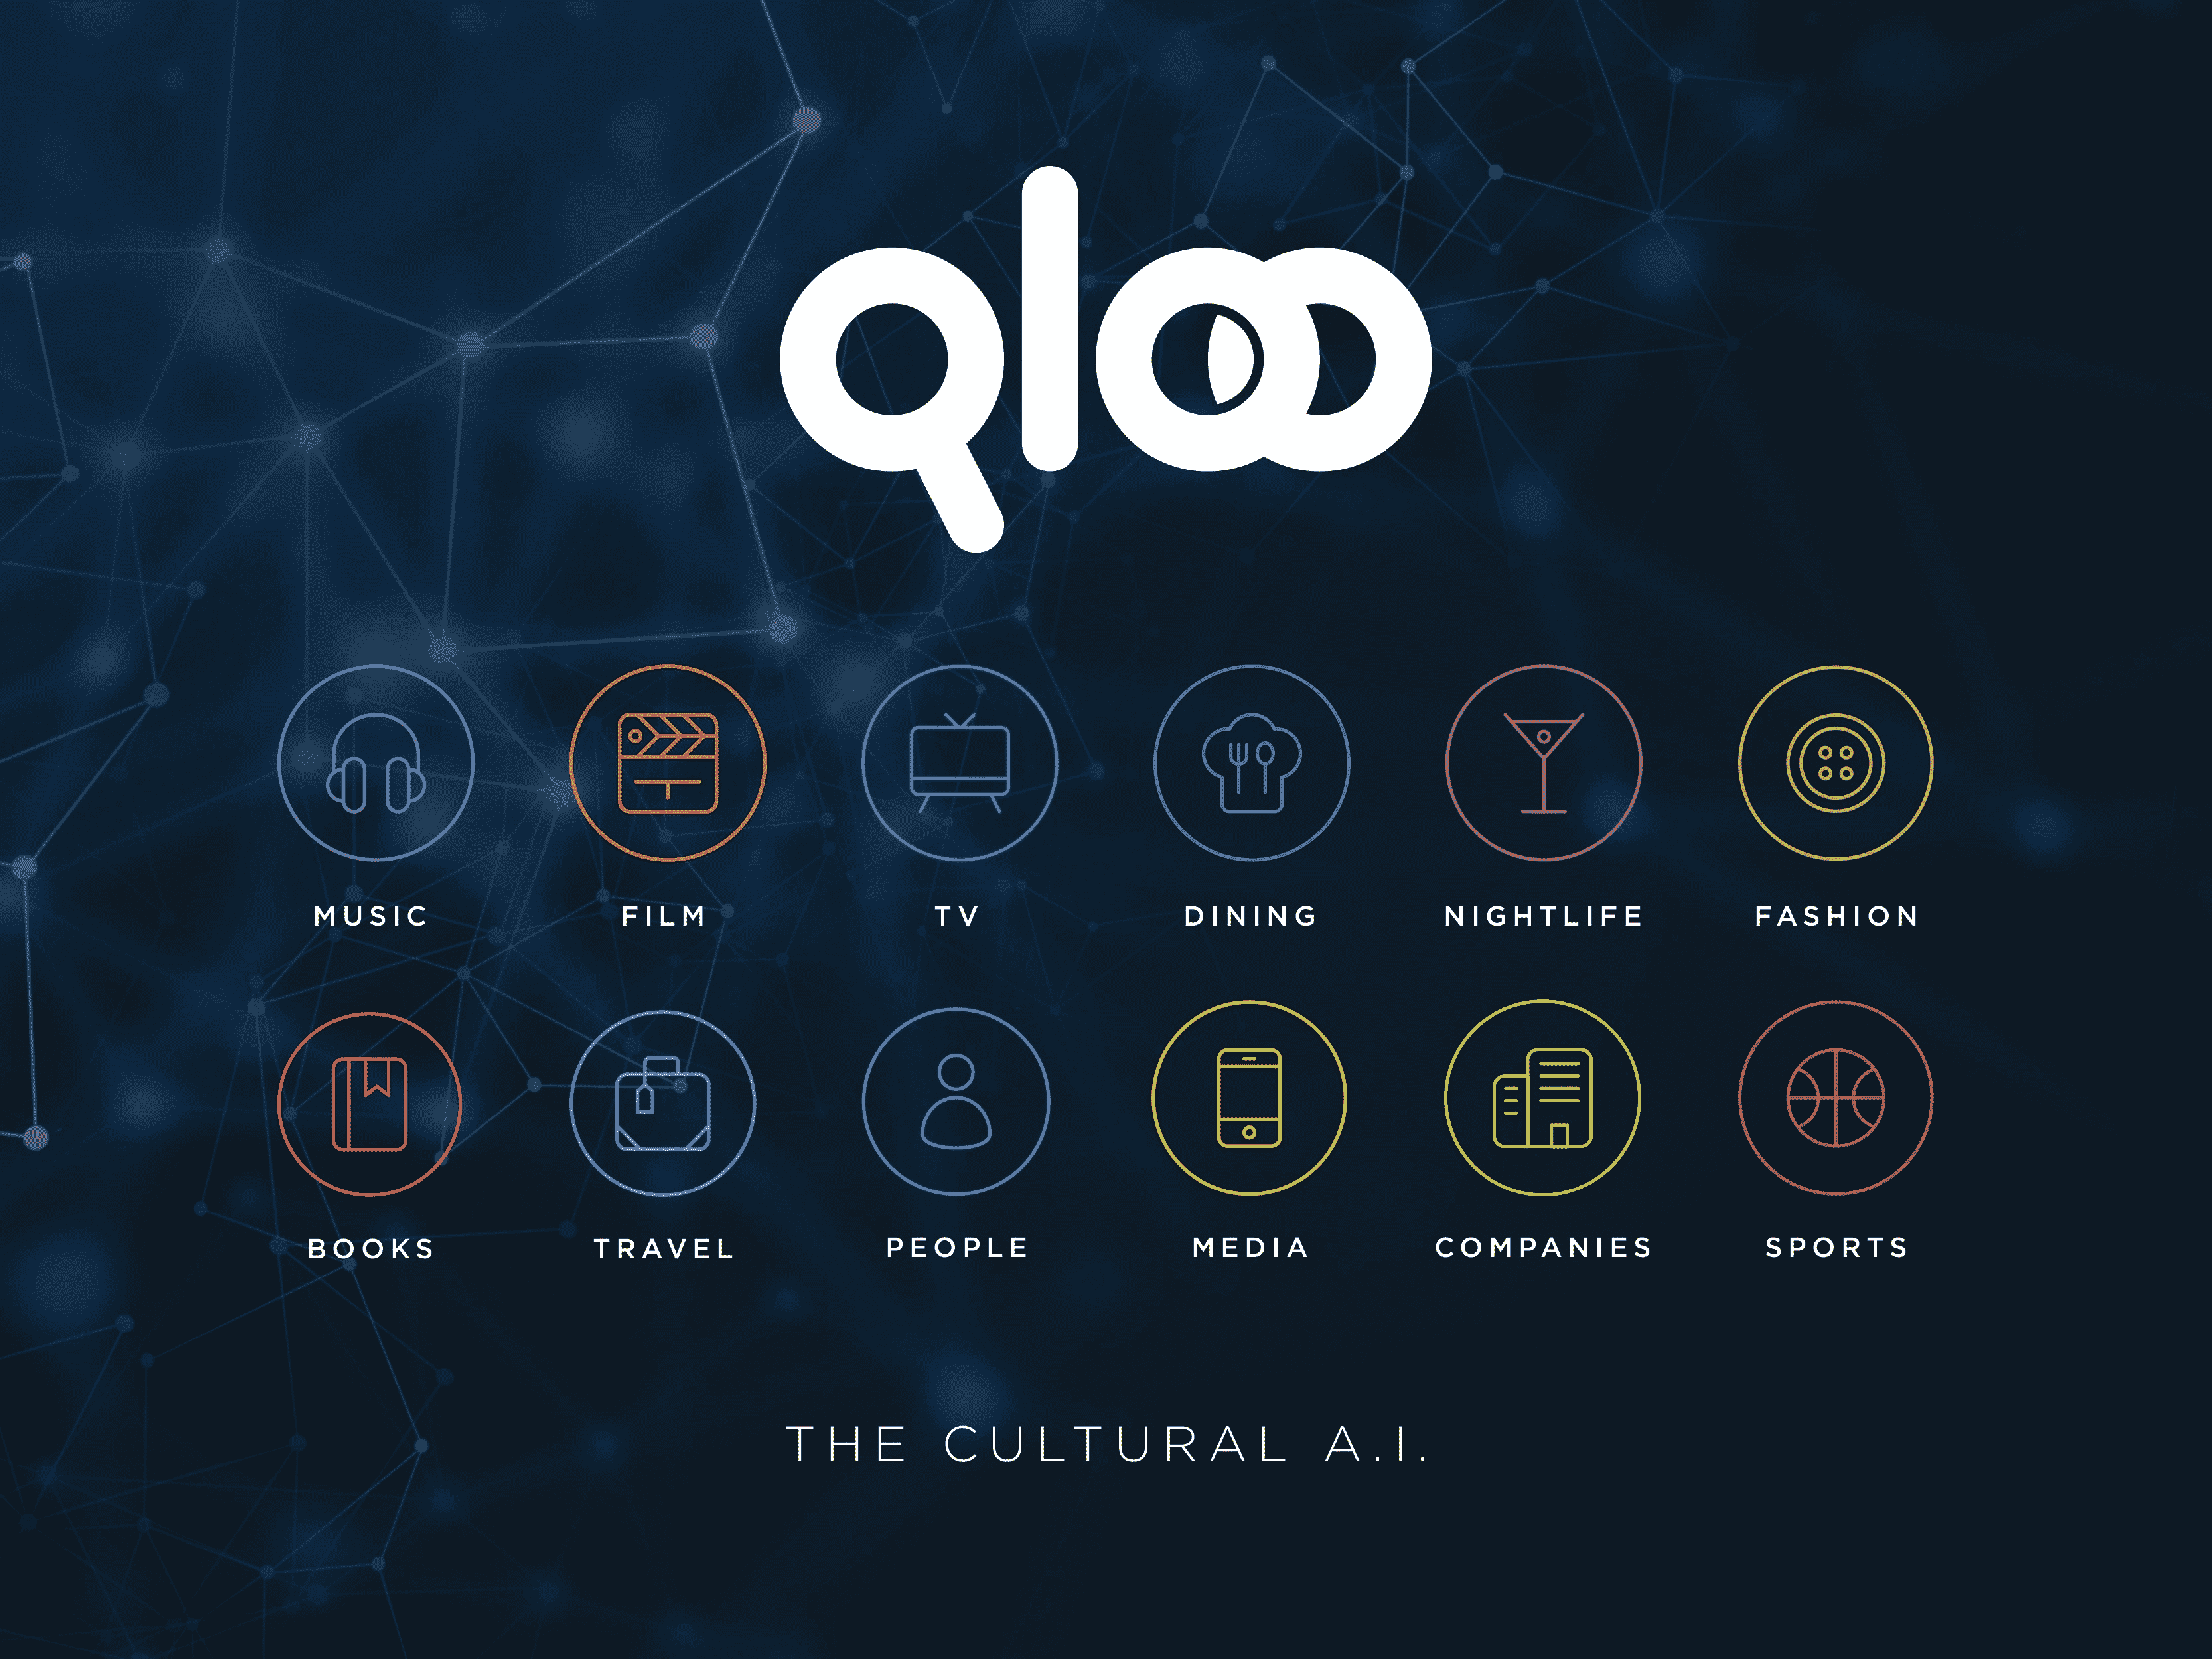 qloo
MUSIC FILM TV DINING NIGHTLIFE FASHION
BOOKS TRAVEL PEOPLE MEDIA COMPANIES SPORTS
THE CULTURAL A.I.